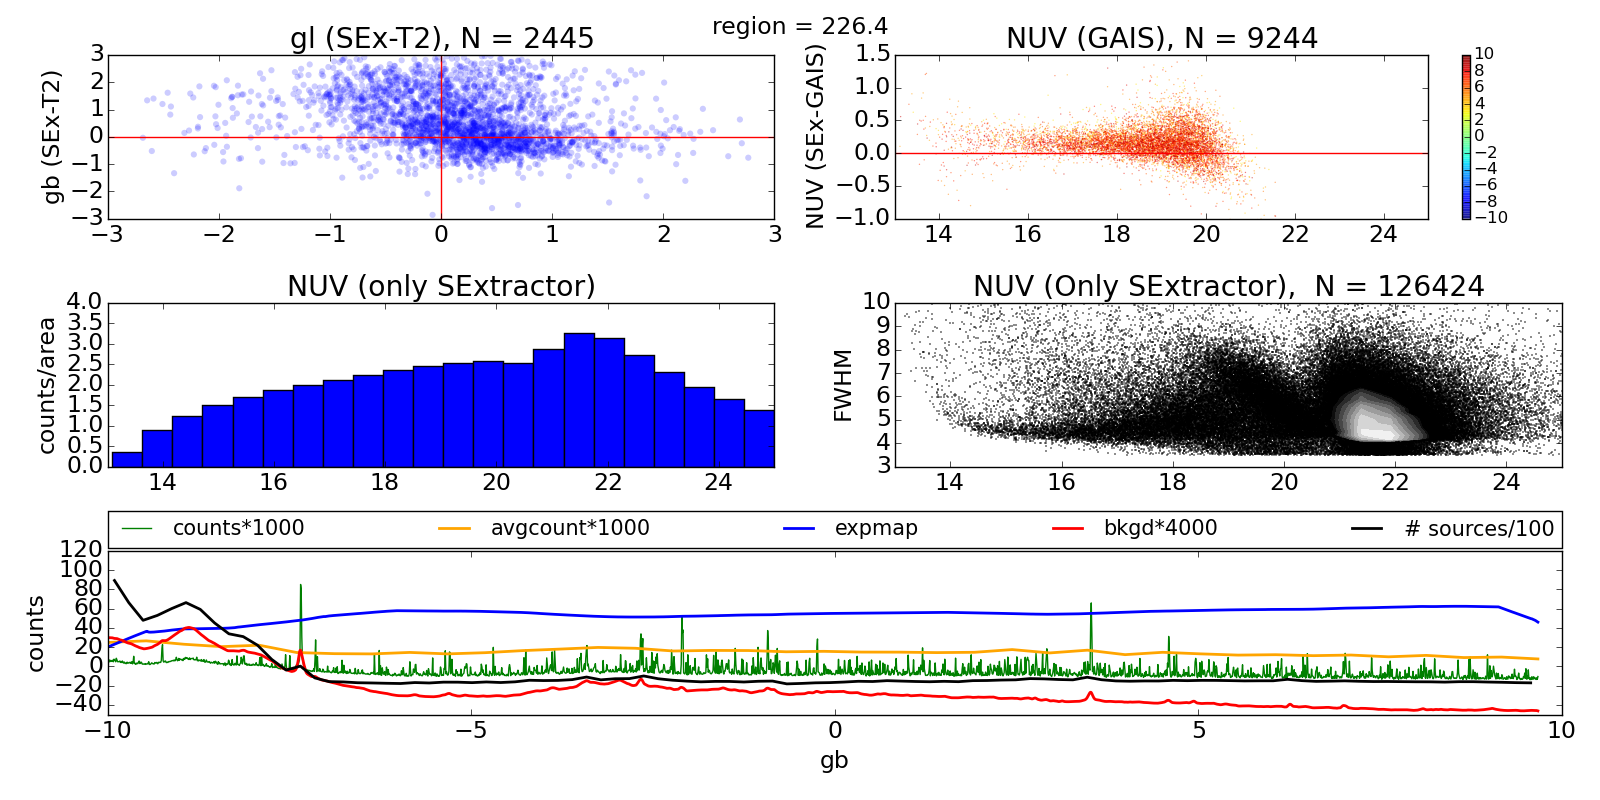 region = 226.4
gl (SEx-T2), N = 2445
NUV (GAIS), N = 9244
gb (SEx-T2)
3
2
1
0
−1
−2
−3
−3 −2 −1 0 1 2 3
NUV (SEx-GAIS)
1.5
1.0
0.5
0.0
−0.5
−1.0
14 16 18 20 22 24
10
8
6
4
2
0
−2
−4
−6
−8
−10
NUV (only SExtractor)
counts/area
4.0
3.5
3.0
2.5
2.0
1.5
1.0
0.5
0.0
14 16 18 20 22 24
NUV (Only SExtractor), N = 126424
FWHM
10
9
8
7
6
5
4
3
14 16 18 20 22 24
counts*1000 avgcount*1000 expmap bkgd*4000 # sources/100
counts
120
100
80
60
40
20
0
−20
−40
−10 −5 0 5 10
gb